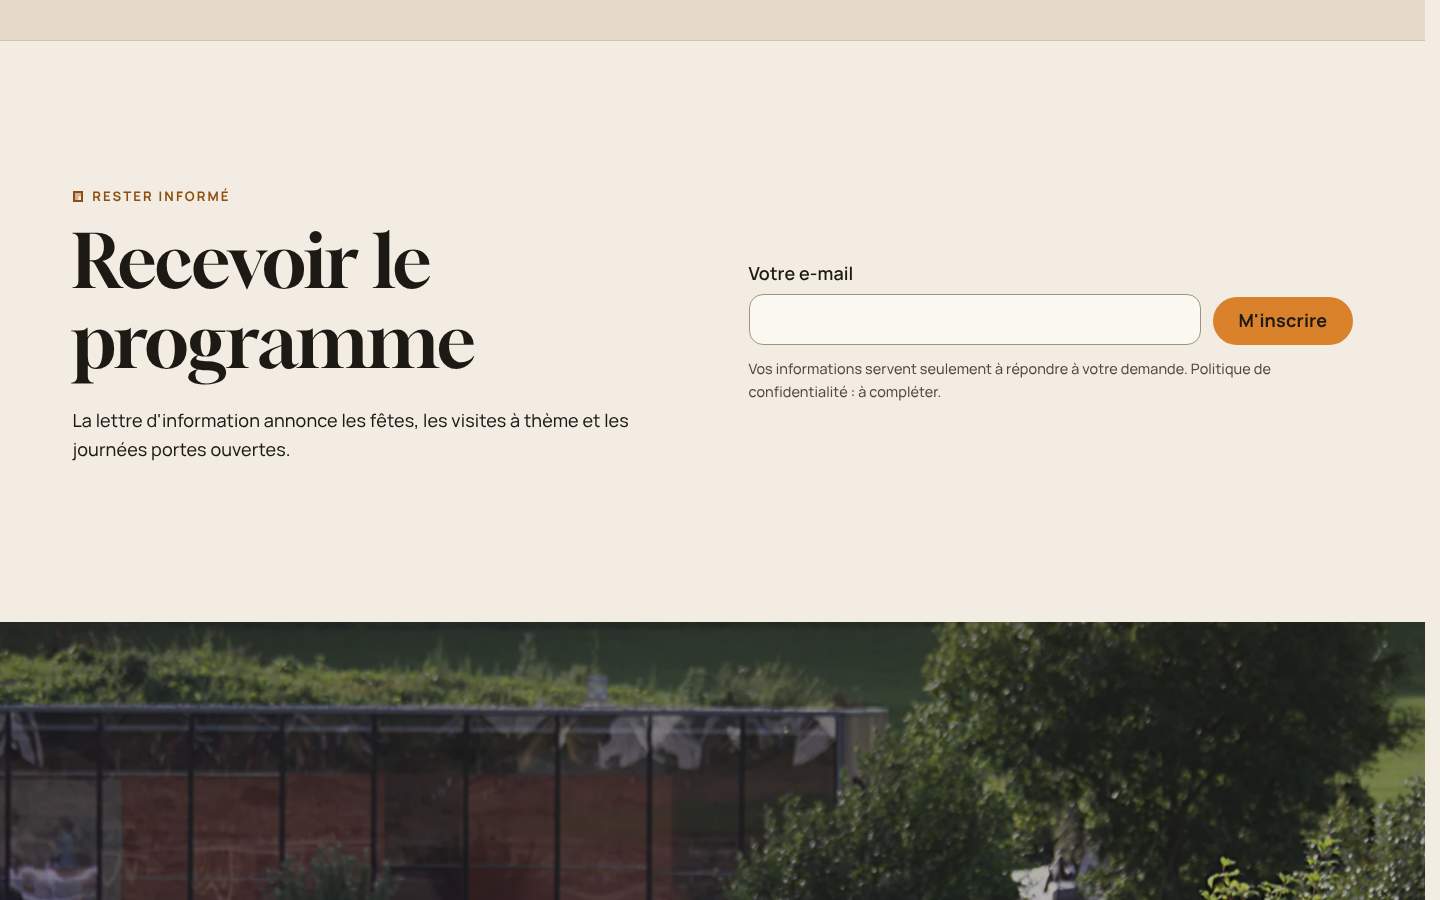 RESTER INFORMÉ
Recevoir le
programme
La lettre d'information annonce les fêtes, les visites à thème et les
journées portes ouvertes.
Votre e-mail
M'inscrire
Vos informations servent seulement à répondre à votre demande. Politique de
confidentialité : à compléter.